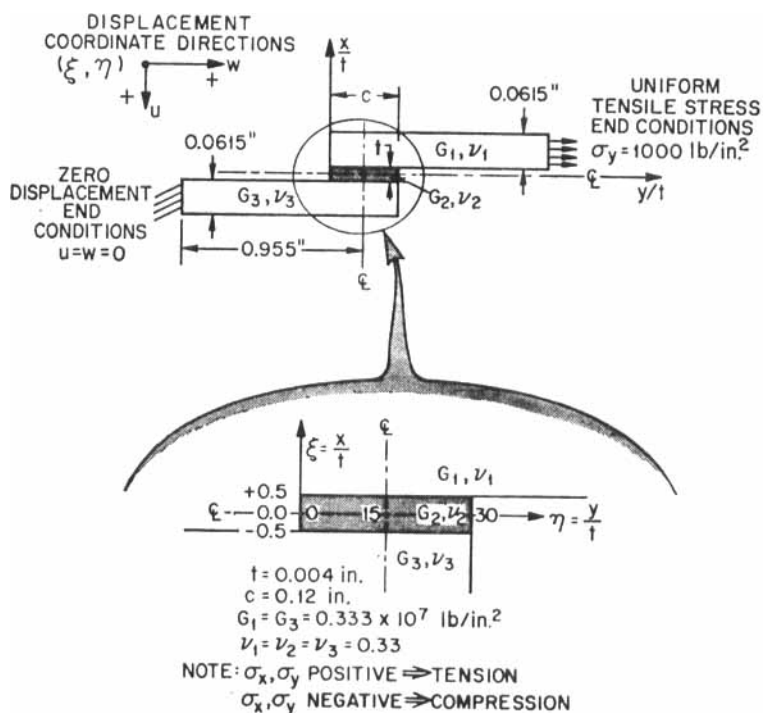 DISPLACEMENT
COORDINATE DIRECTIONS
(ξ, η)
w
+
+
u
x/t
c
0.0615"
UNIFORM
TENSILE STRESS
END CONDITIONS
σy = 1000 lb/in.²
0.0615"
t
G₁, ν₁
ZERO
DISPLACEMENT
END
CONDITIONS
u=w=0
G₃, ν₃
G₂, ν₂
℄
y/t
0.955"
℄
℄
ξ = x/t
G₁, ν₁
+0.5
℄ 0.0 0 15 G₂, ν₂ 30 η = y/t
-0.5
G₃, ν₃
t = 0.004 in.
c = 0.12 in.
G₁ = G₃ = 0.333 x 10⁷ lb/in.²
ν₁ = ν₂ = ν₃ = 0.33
NOTE: σx, σy POSITIVE ⇒ TENSION
σx, σy NEGATIVE ⇒ COMPRESSION